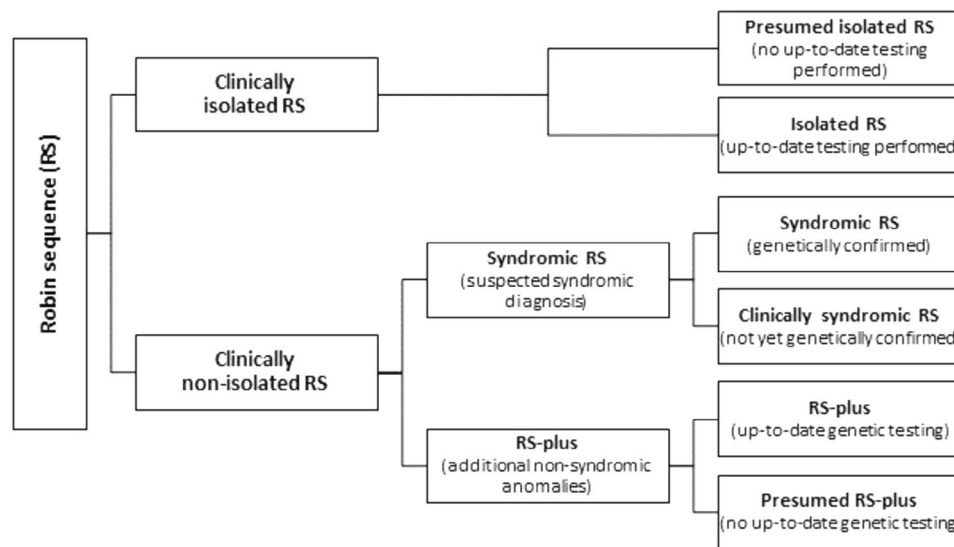 Robin sequence (RS)
Clinically
isolated RS
Presumed isolated RS
(no up-to-date testing
performed)
Isolated RS
(up-to-date testing performed
Clinically
non-isolated RS
Syndromic RS
(suspected syndromic
diagnosis)
Syndromic RS
(genetically confirmed)
Clinically syndromic RS
(not yet genetically confirmed
RS-plus
(additional non-syndromic
anomalies)
RS-plus
(up-to-date genetic testing)
Presumed RS-plus
(no up-to-date genetic testing